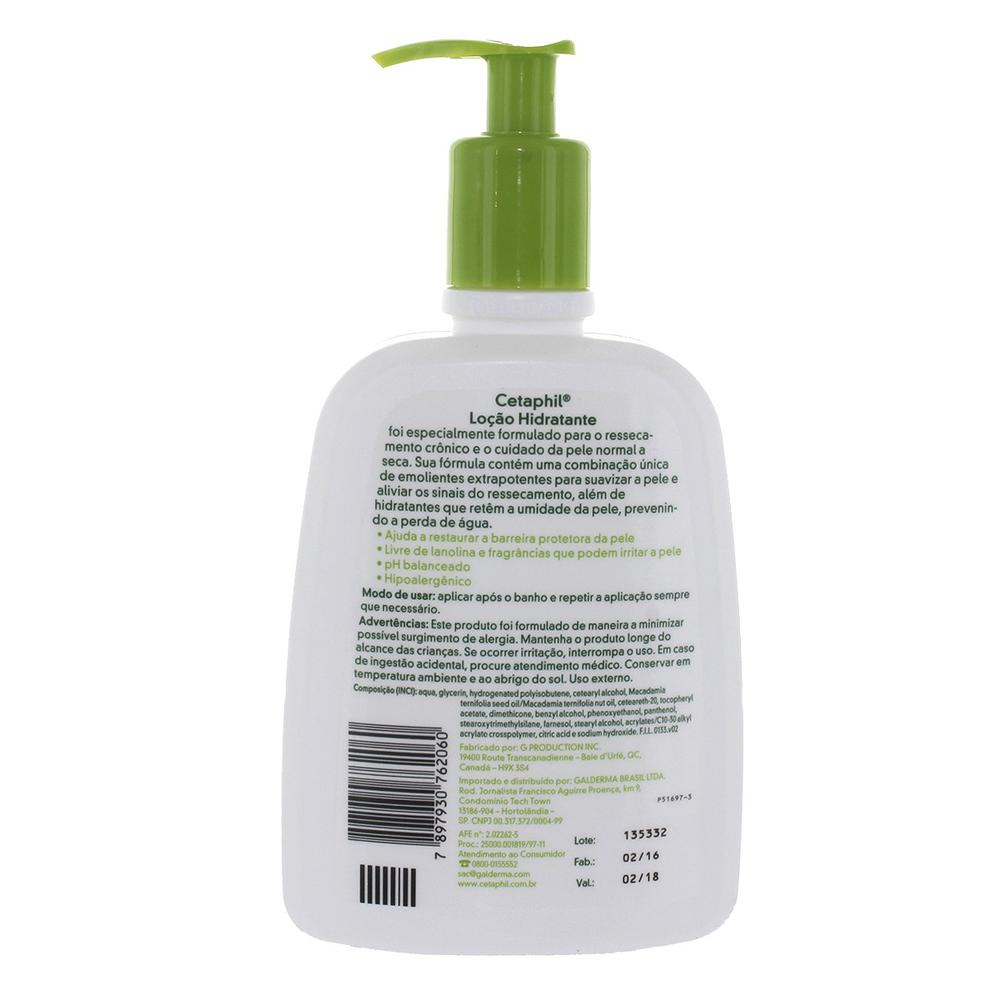 Cetaphil®
Loção Hidratante
foi especialmente formulado para o resseca-
mento crônico e o cuidado da pele normal a
seca. Sua fórmula contém uma combinação única
de emolientes extrapotentes para suavizar a pele e
aliviar os sinais do ressecamento, além de
hidratantes que retêm a umidade da pele, prevenin-
do a perda de água.
• Ajuda a restaurar a barreira protetora da pele
• Livre de lanolina e fragrâncias que podem irritar a pele
• pH balanceado
• Hipoalergênico
Modo de usar: aplicar após o banho e repetir a aplicação sempre
que necessário.
Advertências: Este produto foi formulado de maneira a minimizar
possível surgimento de alergia. Mantenha o produto longe do
alcance das crianças. Se ocorrer irritação, interrompa o uso. Em caso
de ingestão acidental, procure atendimento médico. Conservar em
temperatura ambiente e ao abrigo do sol. Uso externo.
Composição (INCI): aqua, glycerin, hydrogenated polyisobutene, cetearyl alcohol, Macadamia
ternifolia seed oil/Macadamia ternifolia nut oil, ceteareth-20, tocopheryl
acetate, dimethicone, benzyl alcohol, phenoxyethanol, panthenol,
stearoxytrimethylsilane, farnesol, stearyl alcohol, acrylates/C10-30 alkyl
acrylato crosspolymer, citric acid e sodium hydroxide. F.I.L. 0133.v02
Fabricado por: G PRODUCTION INC.
19400 Route Transcanadienne – Baie d'Urfé, QC,
Canadá – H9X 3S4
Importado e distribuído por: GALDERMA BRASIL LTDA.
Rod. Jornalista Francisco Aguirre Proença, km 9,
Condomínio Tech Town
13186-904 – Hortolândia –
SP. CNPJ 00.317.372/0004-99
P51697-3
AFE nº: 2.02262-5
Proc.: 25000.001819/97-11
Atendimento ao Consumidor
☎ 0800-0155552
sac@galderma.com
www.cetaphil.com.br
Lote: 135332
Fab.: 02/16
Val.: 02/18
7 897930 762060